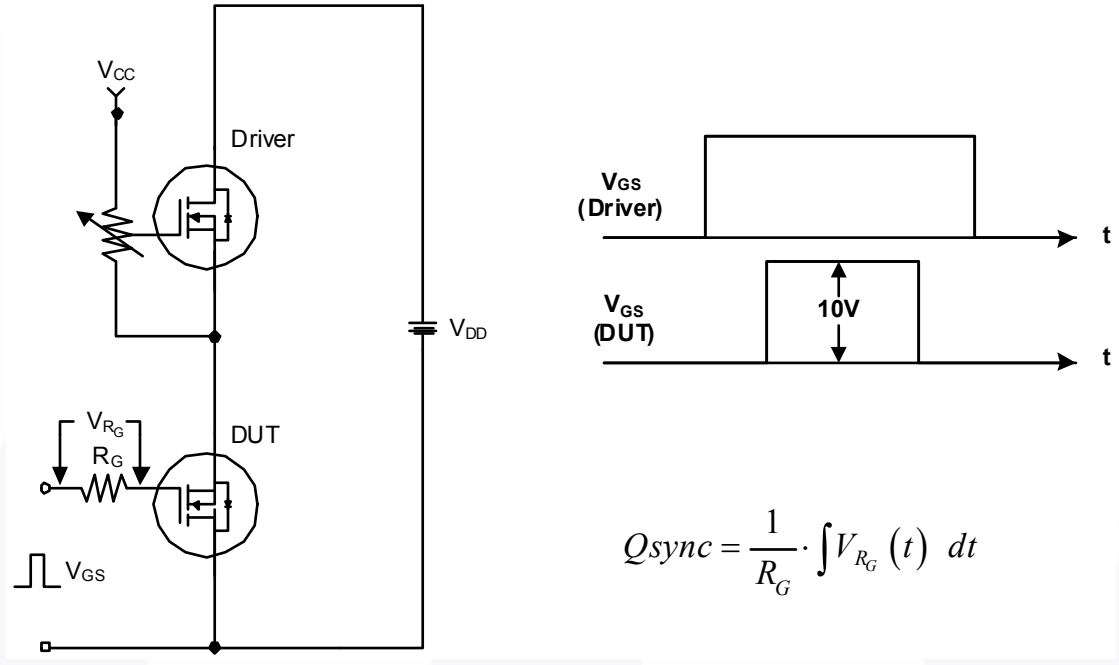 VCC
Driver
VDD
VRG
RG
DUT
VGS
VGS
(Driver)
t
10V
VGS
(DUT)
t
Qsync = 1/RG · ∫VRG (t) dt